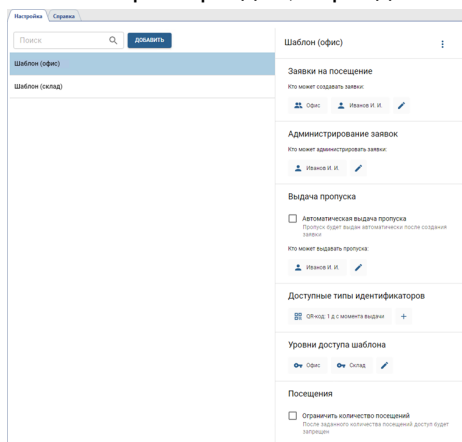 Настройка Справка
Поиск ДОБАВИТЬ
Шаблон (офис)
Шаблон (склад)
Шаблон (офис)
Заявки на посещение
Кто может создавать заявки:
Офис Иванов И. И.
Администрирование заявок
Кто может администрировать заявки:
Иванов И. И.
Выдача пропуска
Автоматическая выдача пропуска
Пропуск будет выдан автоматически после создания
заявки
Кто может выдавать пропуска:
Иванов И. И.
Доступные типы идентификаторов
QR-код: 1 д с момента выдачи
Уровни доступа шаблона
Офис Склад
Посещения
Ограничить количество посещений
После заданного количества посещений доступ будет
запрещен